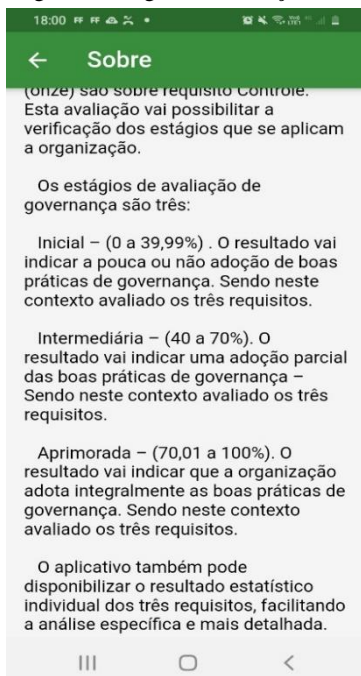 18:00
Sobre
(onze) são sobre requisito Controle.
Esta avaliação vai possibilitar a
verificação dos estágios que se aplicam
a organização.
Os estágios de avaliação de
governança são três:
Inicial – (0 a 39,99%) . O resultado vai
indicar a pouca ou não adoção de boas
práticas de governança. Sendo neste
contexto avaliado os três requisitos.
Intermediária – (40 a 70%). O
resultado vai indicar uma adoção parcial
das boas práticas de governança –
Sendo neste contexto avaliado os três
requisitos.
Aprimorada – (70,01 a 100%). O
resultado vai indicar que a organização
adota integralmente as boas práticas de
governança. Sendo neste contexto
avaliado os três requisitos.
O aplicativo também pode
disponibilizar o resultado estatístico
individual dos três requisitos, facilitando
a análise específica e mais detalhada.